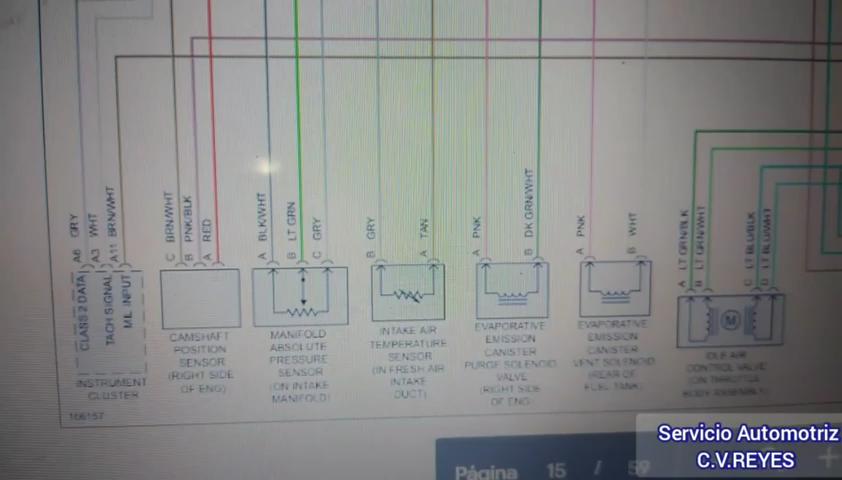 A6 GRY
A3 WHT
A11 BRN/WHT
CLASS 2 DATA
TACH SIGNAL
MIL INPUT
INSTRUMENT
CLUSTER
C BRN/WHT
B PNK/BLK
A RED
CAMSHAFT
POSITION
SENSOR
(RIGHT SIDE
OF ENG)
A BLK/WHT
B LT GRN
C GRY
MANIFOLD
ABSOLUTE
PRESSURE
SENSOR
(ON INTAKE
MANIFOLD)
B GRY
A TAN
INTAKE AIR
TEMPERATURE
SENSOR
(IN FRESH AIR
INTAKE
DUCT)
A PNK
B DK GRN/WHT
EVAPORATIVE
EMISSION
CANISTER
PURGE SOLENOID
VALVE
(RIGHT SIDE
OF ENG)
A PNK
B WHT
EVAPORATIVE
EMISSION
CANISTER
VENT SOLENOID
(REAR OF
FUEL TANK)
A LT GRN/BLK
B LT GRN/WHT
C LT BLU/BLK
D LT BLU/WHT
M
IDLE AIR
CONTROL VALVE
(ON THROTTLE
BODY ASSEMBLY)
166157
Página 15 / 59
Servicio Automotriz
C.V.REYES